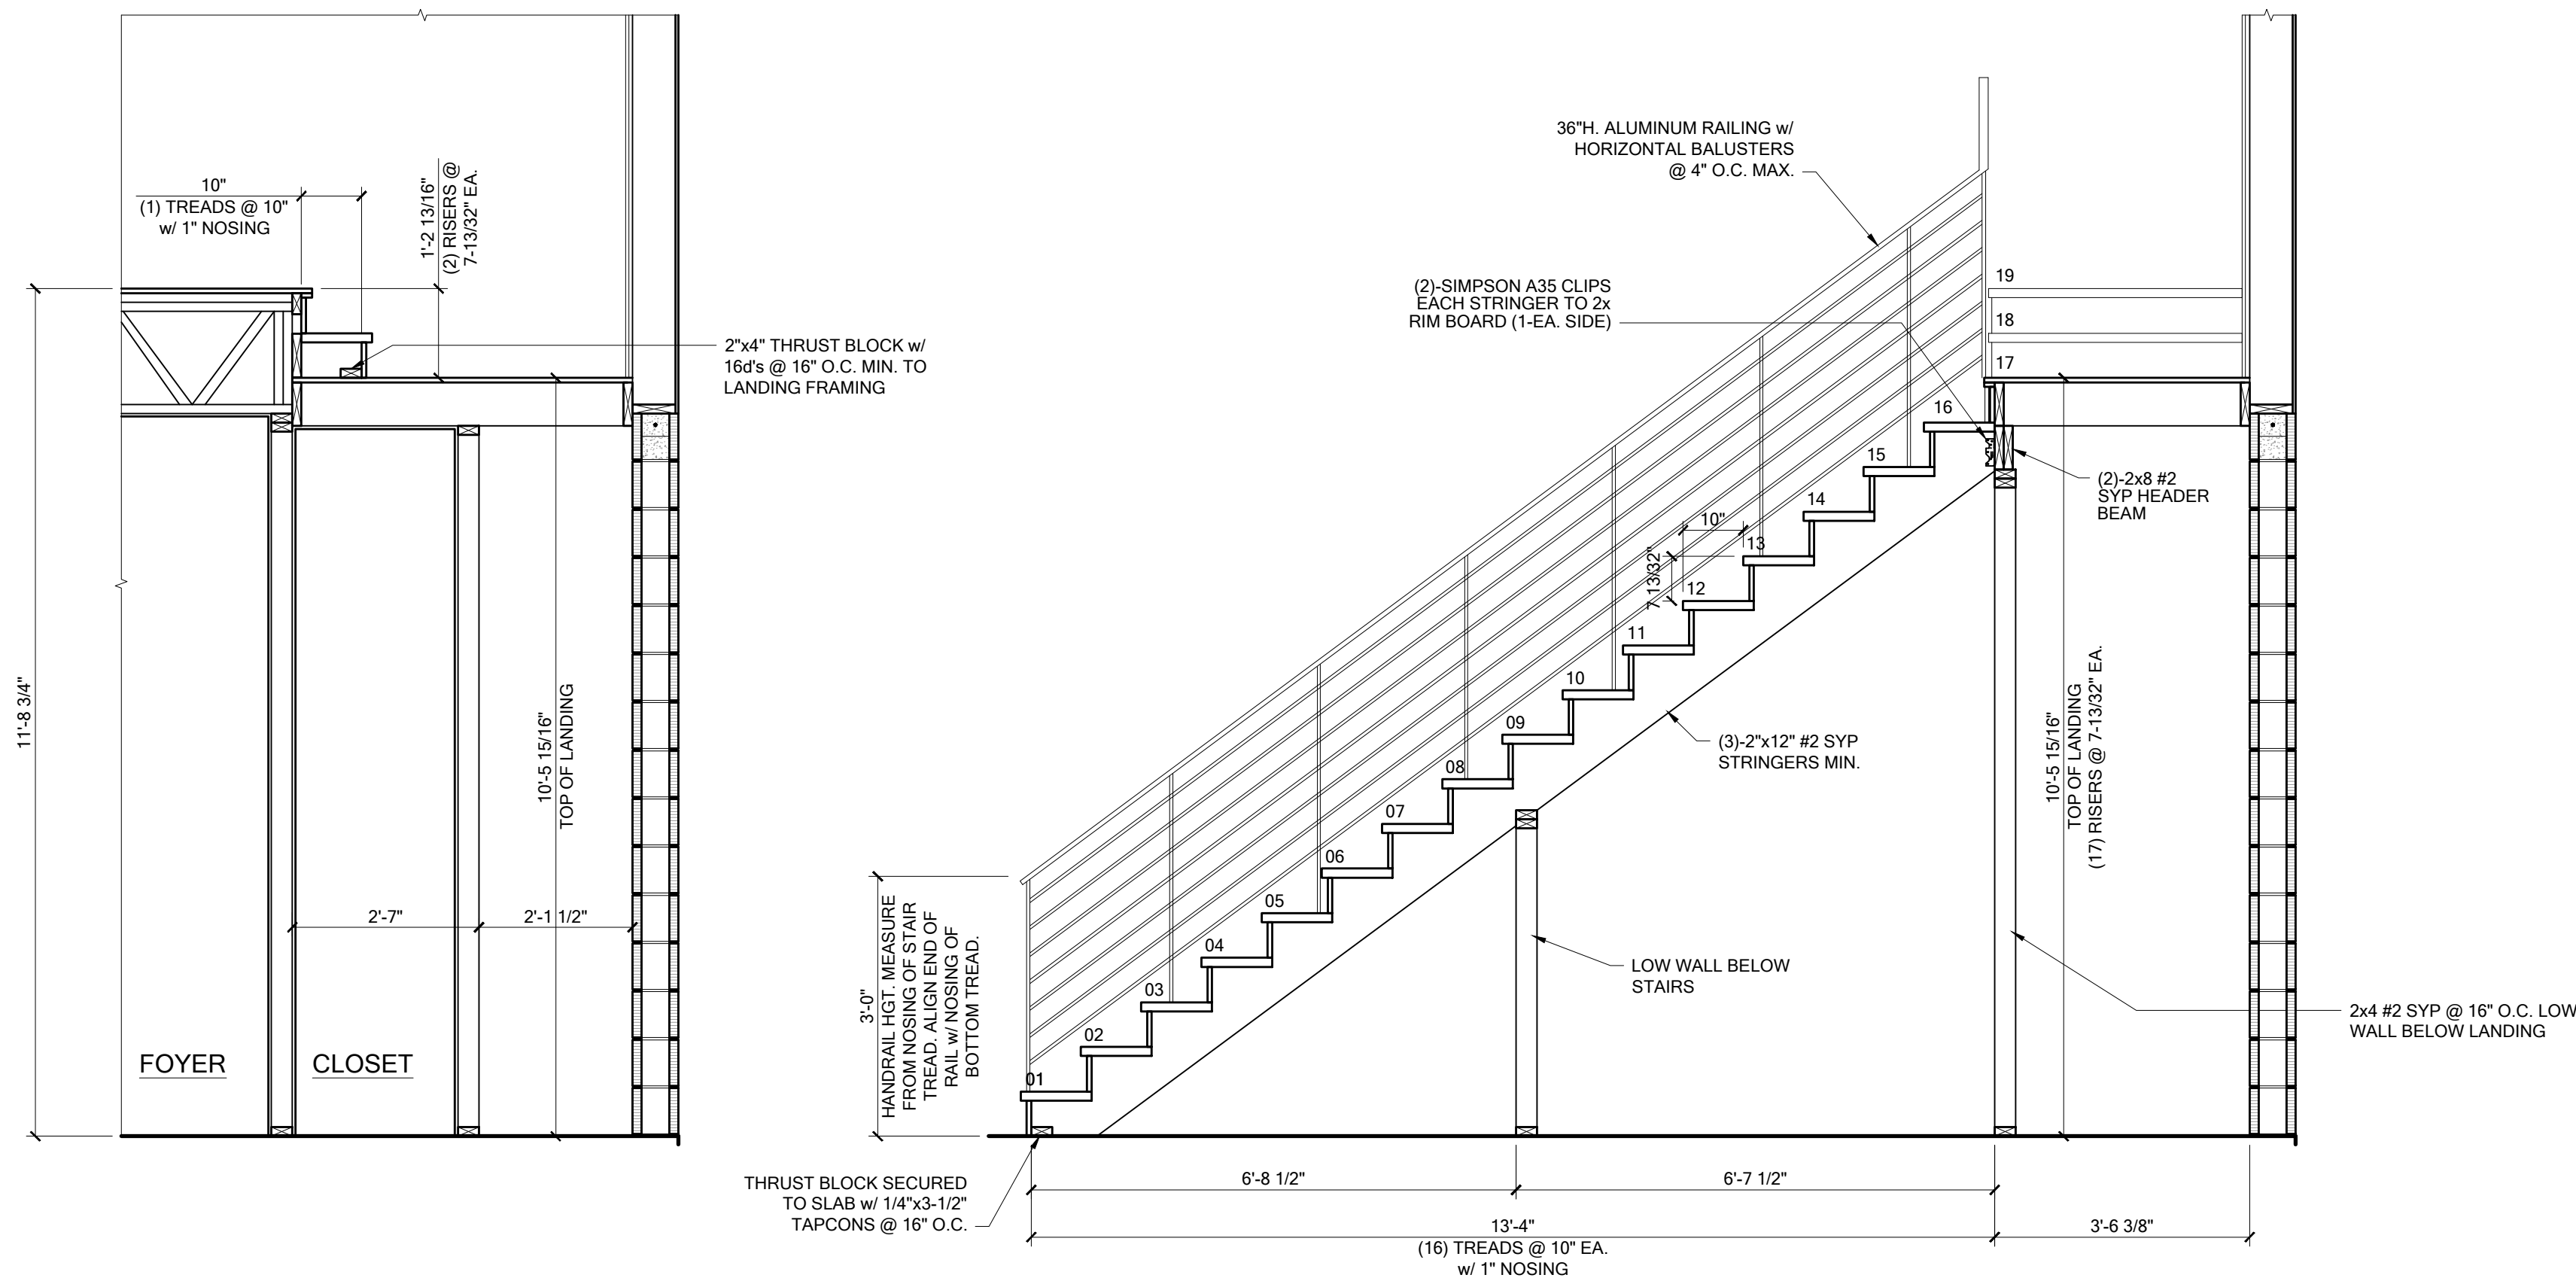 10"
(1) TREADS @ 10"
w/ 1" NOSING
1'-2 13/16"
(2) RISERS @
7-13/32" EA.
2"x4" THRUST BLOCK w/
16d's @ 16" O.C. MIN. TO
LANDING FRAMING
11'-8 3/4"
10'-5 15/16"
TOP OF LANDING
2'-7"
2'-1 1/2"
FOYER
CLOSET
36"H. ALUMINUM RAILING w/
HORIZONTAL BALUSTERS
@ 4" O.C. MAX.
(2)-SIMPSON A35 CLIPS
EACH STRINGER TO 2x
RIM BOARD (1-EA. SIDE)
19
18
17
16
15
14
13
12
11
10
09
08
07
06
05
04
03
02
01
10"
7 13/32"
(2)-2x8 #2
SYP HEADER
BEAM
(3)-2"x12" #2 SYP
STRINGERS MIN.
10'-5 15/16"
TOP OF LANDING
(17) RISERS @ 7-13/32" EA.
3'-0"
HANDRAIL HGT. MEASURE
FROM NOSING OF STAIR
TREAD. ALIGN END OF
RAIL w/ NOSING OF
BOTTOM TREAD.
LOW WALL BELOW
STAIRS
2x4 #2 SYP @ 16" O.C. LOW
WALL BELOW LANDING
THRUST BLOCK SECURED
TO SLAB w/ 1/4"x3-1/2"
TAPCONS @ 16" O.C.
6'-8 1/2"
6'-7 1/2"
13'-4"
(16) TREADS @ 10" EA.
w/ 1" NOSING
3'-6 3/8"